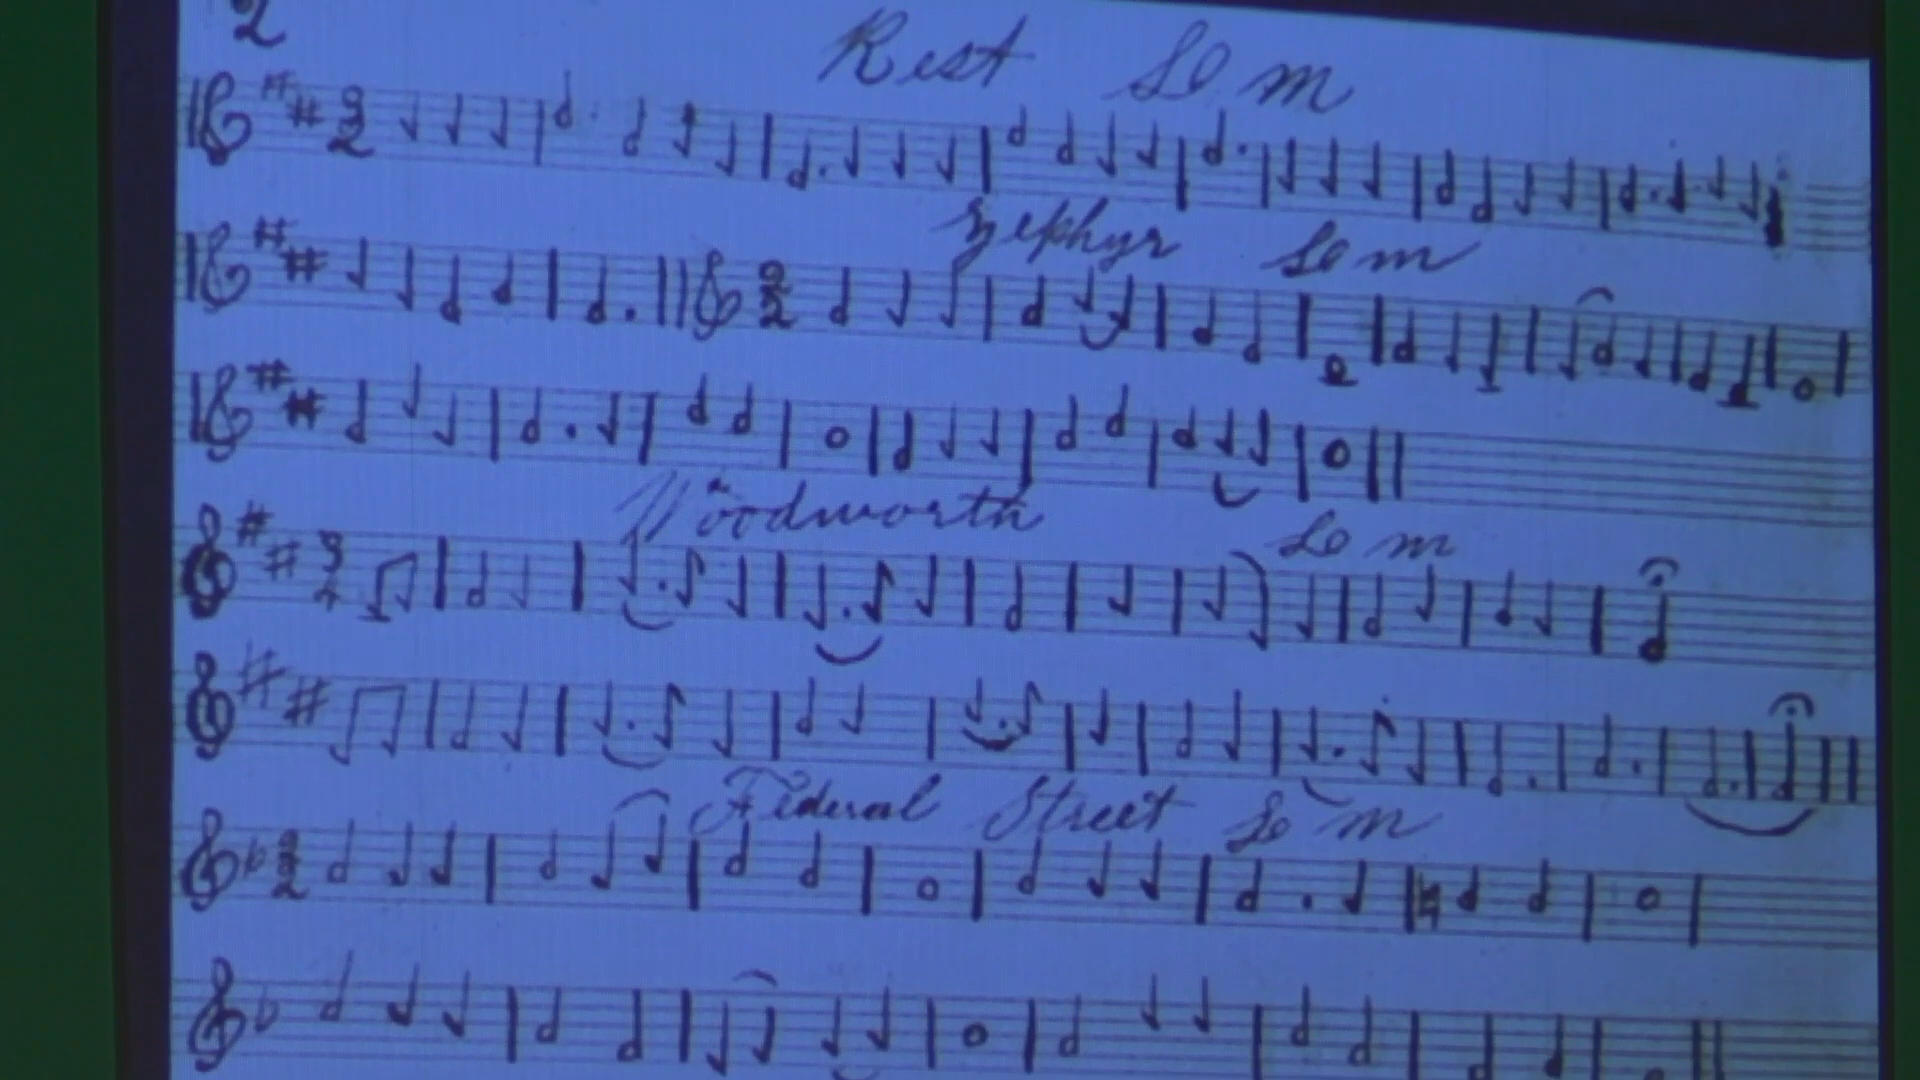 2
Rest L M
Zephyr L M
Woodworth L M
Federal Street L M